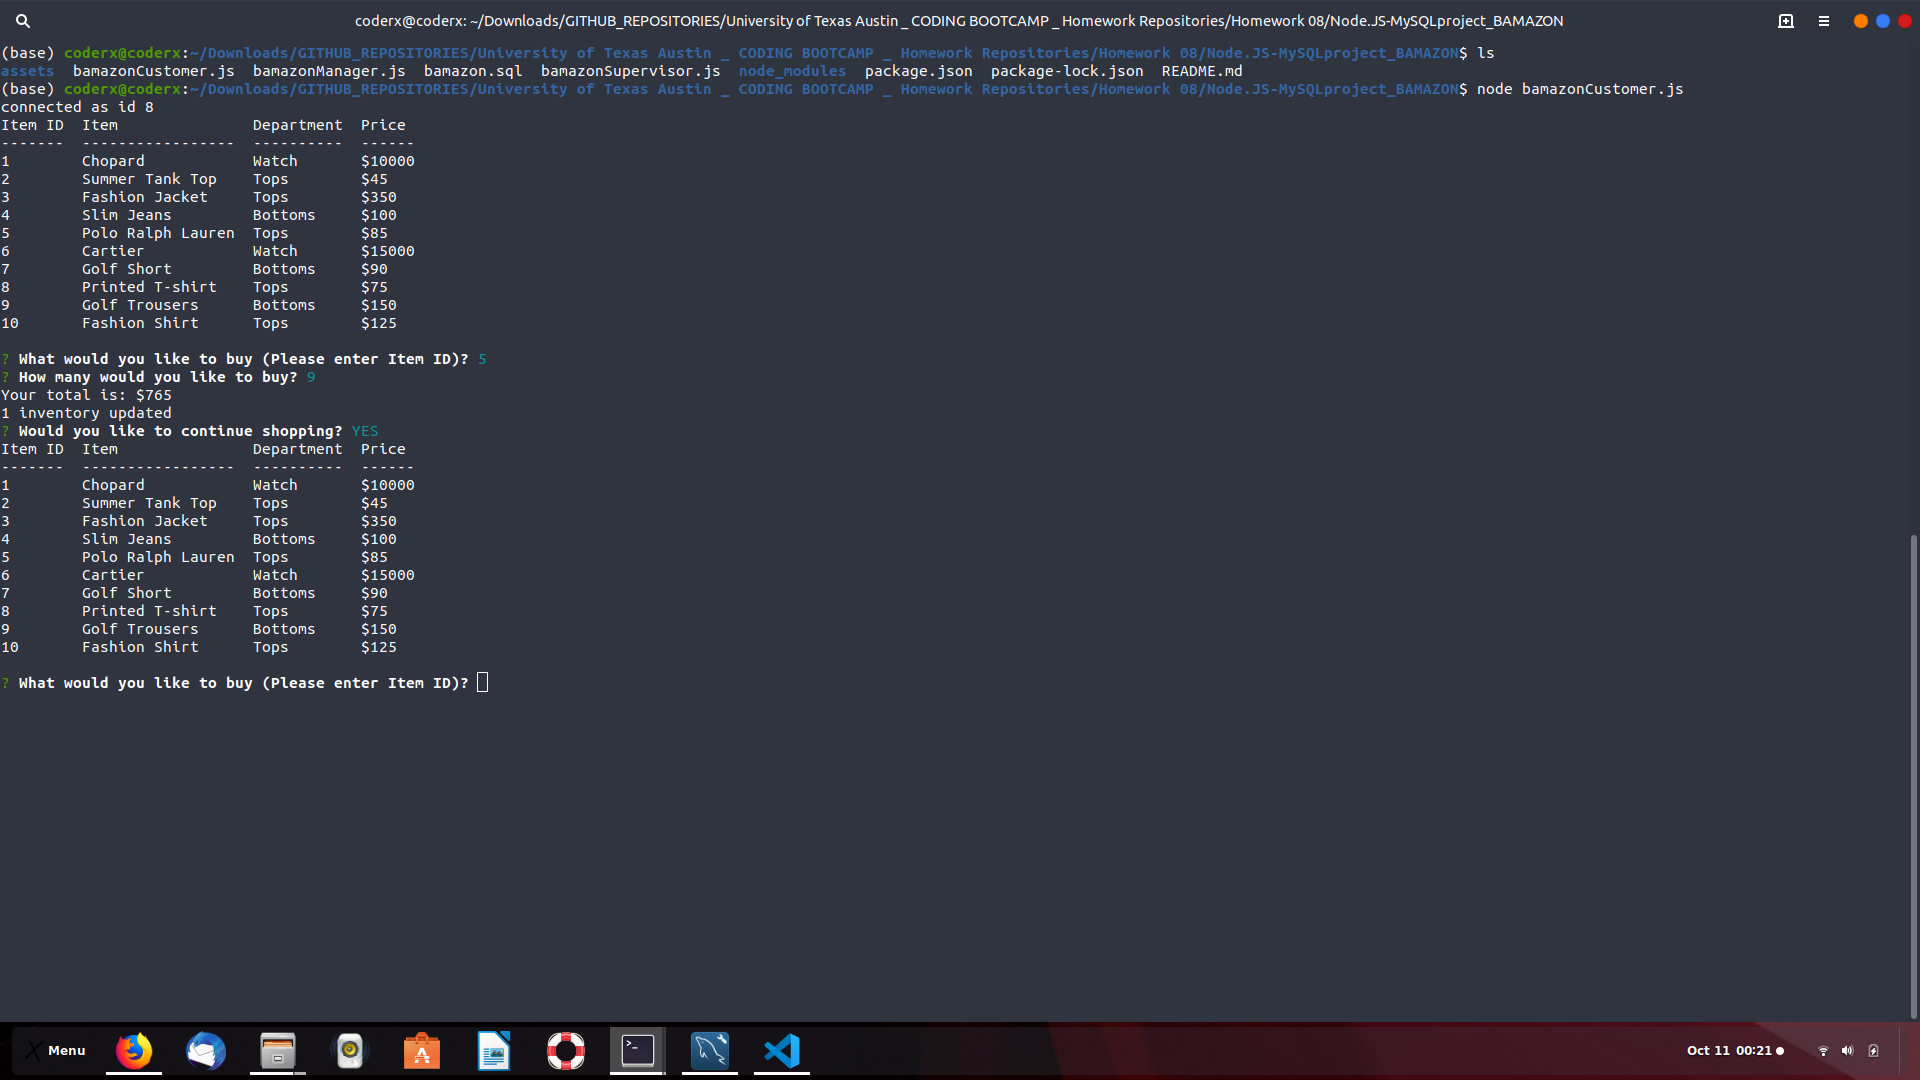 coderx@coderx: ~/Downloads/GITHUB_REPOSITORIES/University of Texas Austin _ CODING BOOTCAMP _ Homework Repositories/Homework 08/Node.JS-MySQLproject_BAMAZON
(base) coderx@coderx:~/Downloads/GITHUB_REPOSITORIES/University of Texas Austin _ CODING BOOTCAMP _ Homework Repositories/Homework 08/Node.JS-MySQLproject_BAMAZON$ ls
assets  bamazonCustomer.js  bamazonManager.js  bamazon.sql  bamazonSupervisor.js  node_modules  package.json  package-lock.json  README.md
(base) coderx@coderx:~/Downloads/GITHUB_REPOSITORIES/University of Texas Austin _ CODING BOOTCAMP _ Homework Repositories/Homework 08/Node.JS-MySQLproject_BAMAZON$ node bamazonCustomer.js
connected as id 8
Item ID  Item               Department  Price
-------  -----------------  ----------  ------
1        Chopard            Watch       $10000
2        Summer Tank Top    Tops        $45
3        Fashion Jacket     Tops        $350
4        Slim Jeans         Bottoms     $100
5        Polo Ralph Lauren  Tops        $85
6        Cartier            Watch       $15000
7        Golf Short         Bottoms     $90
8        Printed T-shirt    Tops        $75
9        Golf Trousers      Bottoms     $150
10       Fashion Shirt      Tops        $125
? What would you like to buy (Please enter Item ID)? 5
? How many would you like to buy? 9
Your total is: $765
1 inventory updated
? Would you like to continue shopping? YES
Item ID  Item               Department  Price
-------  -----------------  ----------  ------
1        Chopard            Watch       $10000
2        Summer Tank Top    Tops        $45
3        Fashion Jacket     Tops        $350
4        Slim Jeans         Bottoms     $100
5        Polo Ralph Lauren  Tops        $85
6        Cartier            Watch       $15000
7        Golf Short         Bottoms     $90
8        Printed T-shirt    Tops        $75
9        Golf Trousers      Bottoms     $150
10       Fashion Shirt      Tops        $125
? What would you like to buy (Please enter Item ID)?
Menu
Oct 11 00:21